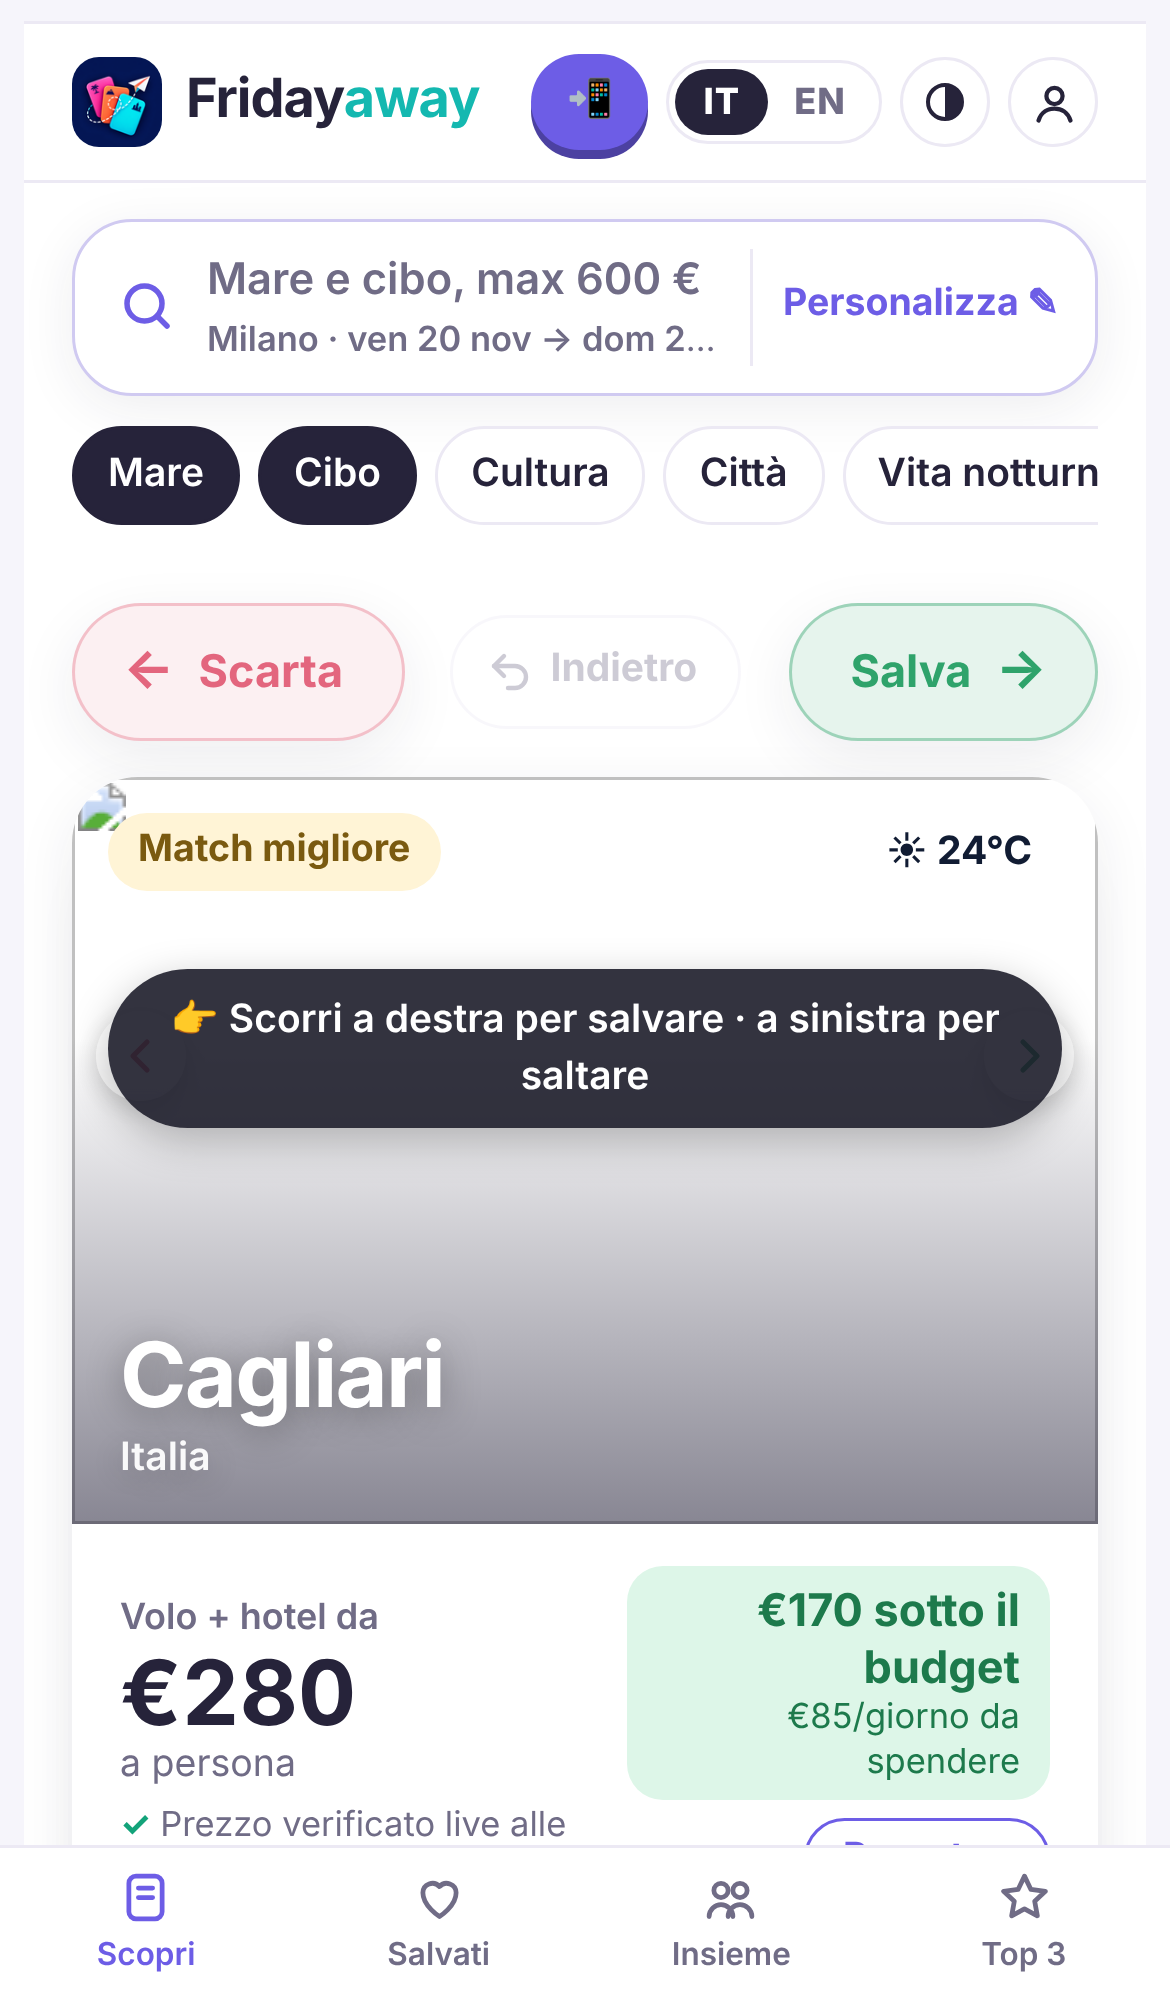 Fridayaway
IT EN
Mare e cibo, max 600 €
Milano · ven 20 nov → dom 2...
Personalizza ✎
Mare
Cibo
Cultura
Città
Vita notturn
← Scarta
Indietro
Salva →
Match migliore
☀ 24°C
👉 Scorri a destra per salvare · a sinistra per
saltare
Cagliari
Italia
Volo + hotel da
€280
a persona
✓ Prezzo verificato live alle
€170 sotto il
budget
€85/giorno da
spendere
Scopri
Salvati
Insieme
Top 3